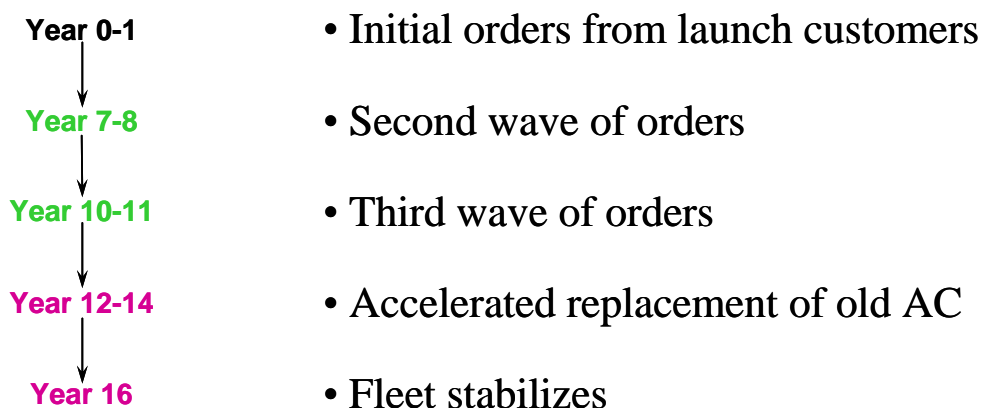 Year 0-1 • Initial orders from launch customers
Year 7-8 • Second wave of orders
Year 10-11 • Third wave of orders
Year 12-14 • Accelerated replacement of old AC
Year 16 • Fleet stabilizes